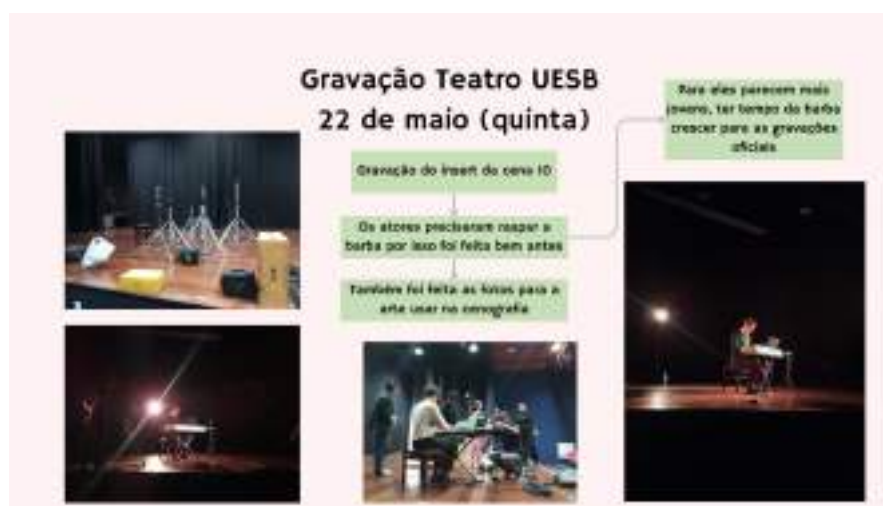 Gravação Teatro UESB
22 de maio (quinta)
Gravação do insert da cena 10
Os atores precisaram raspar a
barba por isso foi feita bem antes
Também foi feita as fotos para a
arte usar na cenografia
Para eles parecem mais
jovens, ter tempo da barba
crescer para as gravações
oficiais